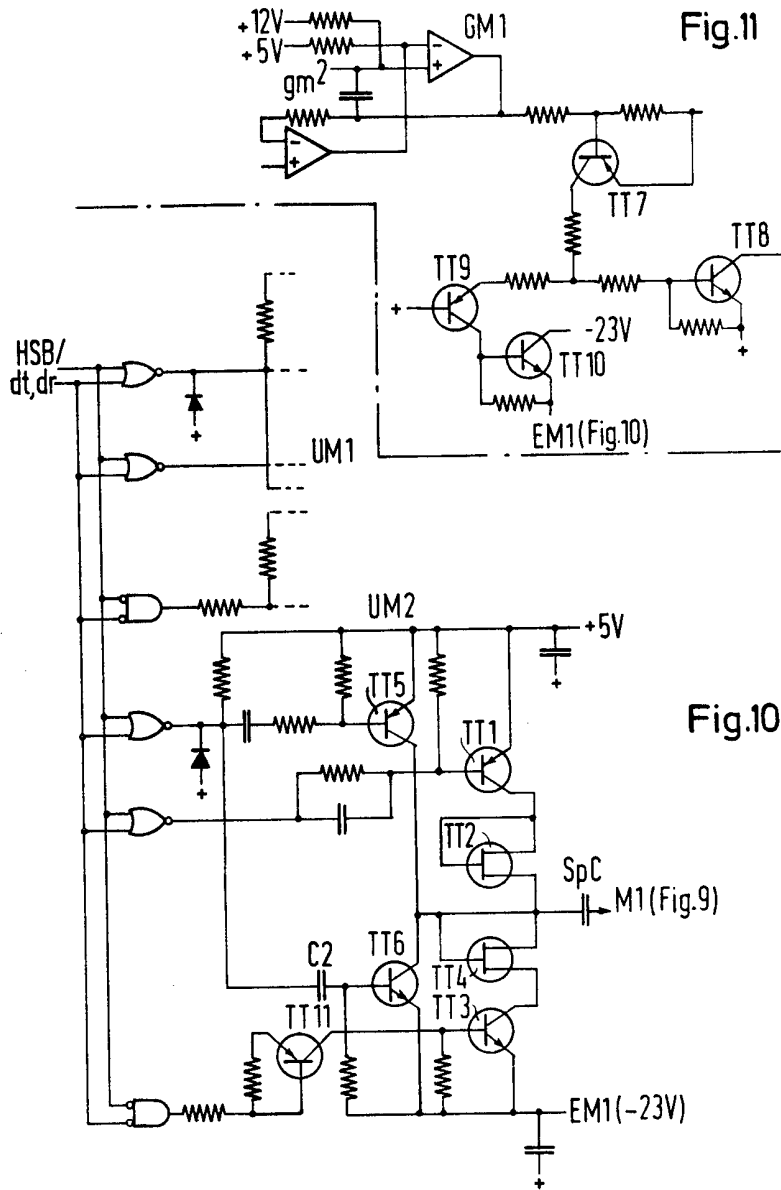 Fig.11
+12V
+5V
GM1
gm2
-
+
-
+
TT7
TT8
TT9
+
-23V
TT10
+
EM1(Fig.10)
HSB/
dt,dr
+
UM1
UM2
+5V
+
Fig.10
TT5
TT1
+
TT2
SpC
M1(Fig.9)
C2
TT6
TT4
TT3
TT11
EM1(-23V)
+